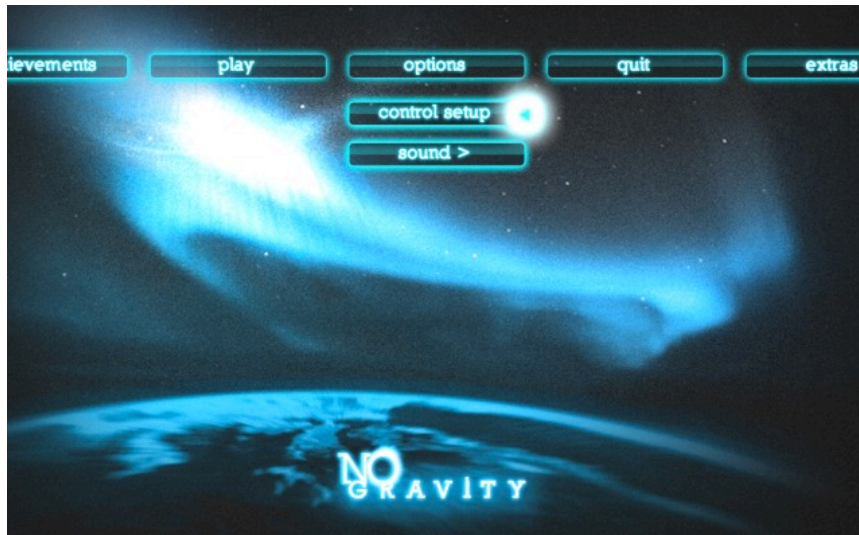 ievements play options quit extras
control setup
sound >
NO
GRAVITY